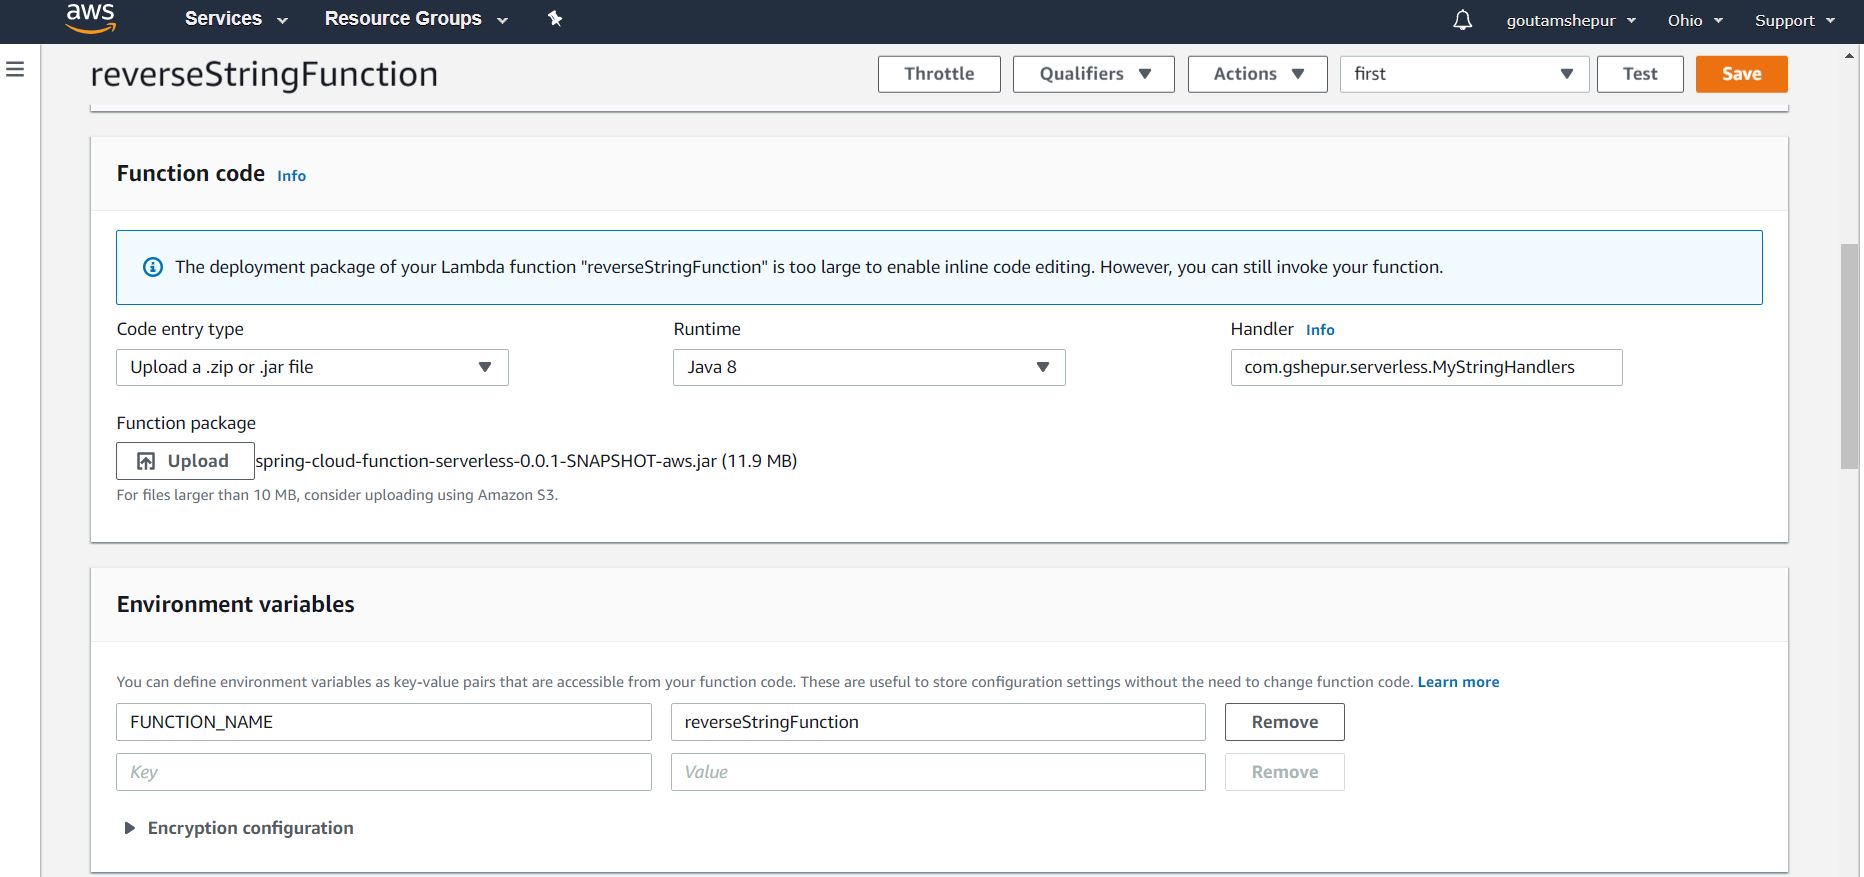 aws Services Resource Groups goutamshepur Ohio Support
reverseStringFunction Throttle Qualifiers Actions first Test Save
Function code Info
The deployment package of your Lambda function "reverseStringFunction" is too large to enable inline code editing. However, you can still invoke your function.
Code entry type Runtime Handler Info
Upload a .zip or .jar file Java 8 com.gshepur.serverless.MyStringHandlers
Function package
Upload spring-cloud-function-serverless-0.0.1-SNAPSHOT-aws.jar (11.9 MB)
For files larger than 10 MB, consider uploading using Amazon S3.
Environment variables
You can define environment variables as key-value pairs that are accessible from your function code. These are useful to store configuration settings without the need to change function code. Learn more
FUNCTION_NAME reverseStringFunction Remove
Key Value Remove
Encryption configuration